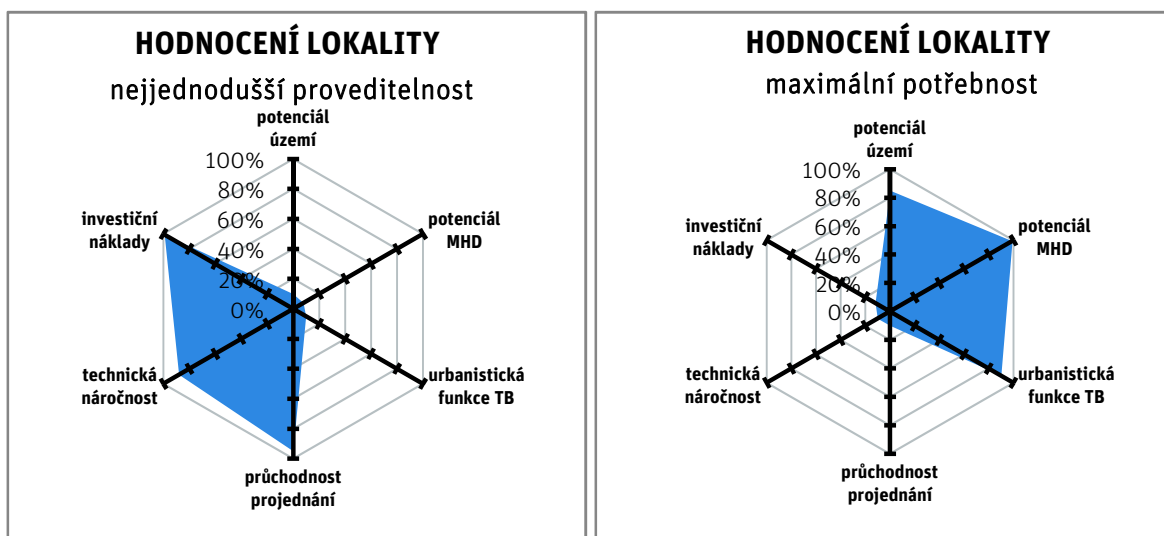 HODNOCENÍ LOKALITY
nejjednodušší proveditelnost
potenciál
území
100%
80%
60%
40%
20%
0%
investiční
náklady
potenciál
MHD
technická
náročnost
urbanistická
funkce TB
průchodnost
projednání
HODNOCENÍ LOKALITY
maximální potřebnost
potenciál
území
100%
80%
60%
40%
20%
0%
investiční
náklady
potenciál
MHD
technická
náročnost
urbanistická
funkce TB
průchodnost
projednání